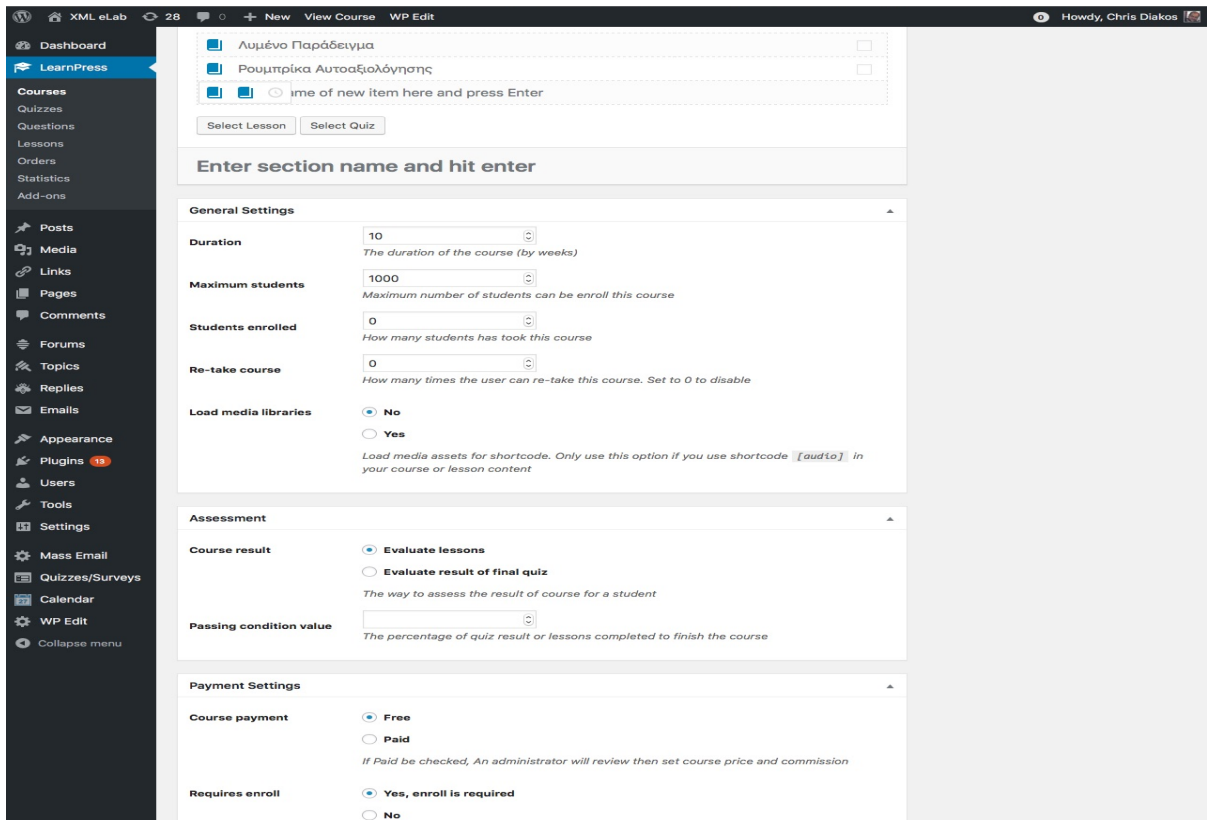 XML eLab 28 0 + New View Course WP Edit 0 Howdy, Chris Diakos
Dashboard
LearnPress
Courses
Quizzes
Questions
Lessons
Orders
Statistics
Add-ons
Posts
Media
Links
Pages
Comments
Forums
Topics
Replies
Emails
Appearance
Plugins 13
Users
Tools
Settings
Mass Email
Quizzes/Surveys
Calendar
WP Edit
Collapse menu
Λυμένο Παράδειγμα
Ρουμπρίκα Αυτοαξιολόγησης
ame of new item here and press Enter
Select Lesson Select Quiz
Enter section name and hit enter
General Settings
Duration 10
The duration of the course (by weeks)
Maximum students 1000
Maximum number of students can be enroll this course
Students enrolled 0
How many students has took this course
Re-take course 0
How many times the user can re-take this course. Set to 0 to disable
Load media libraries No
Yes
Load media assets for shortcode. Only use this option if you use shortcode [audio] in
your course or lesson content
Assessment
Course result Evaluate lessons
Evaluate result of final quiz
The way to assess the result of course for a student
Passing condition value
The percentage of quiz result or lessons completed to finish the course
Payment Settings
Course payment Free
Paid
If Paid be checked, An administrator will review then set course price and commission
Requires enroll Yes, enroll is required
No